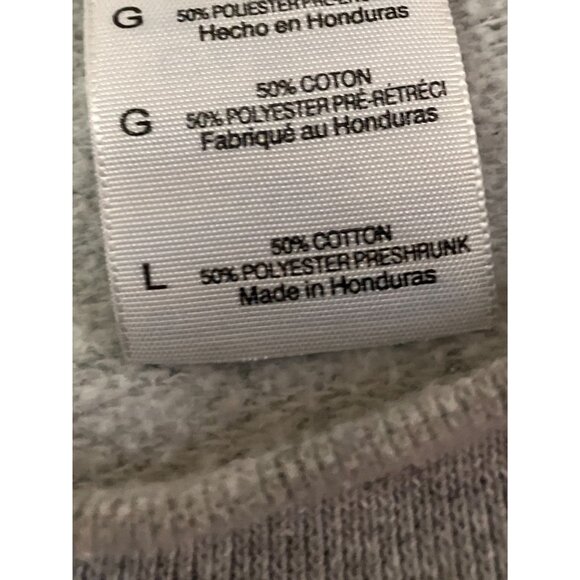 G
50% POLIESTER
Hecho en Honduras
G
50% COTON
50% POLYESTER PRÉ-RÉTRÉCI
Fabriqué au Honduras
L
50% COTTON
50% POLYESTER PRESHRUNK
Made in Honduras